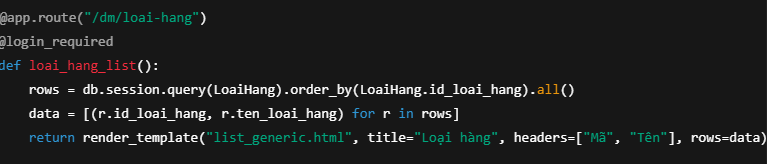 @app.route("/dm/loai-hang")
@login_required
def loai_hang_list():
    rows = db.session.query(LoaiHang).order_by(LoaiHang.id_loai_hang).all()
    data = [(r.id_loai_hang, r.ten_loai_hang) for r in rows]
    return render_template("list_generic.html", title="Loại hàng", headers=["Mã", "Tên"], rows=data)